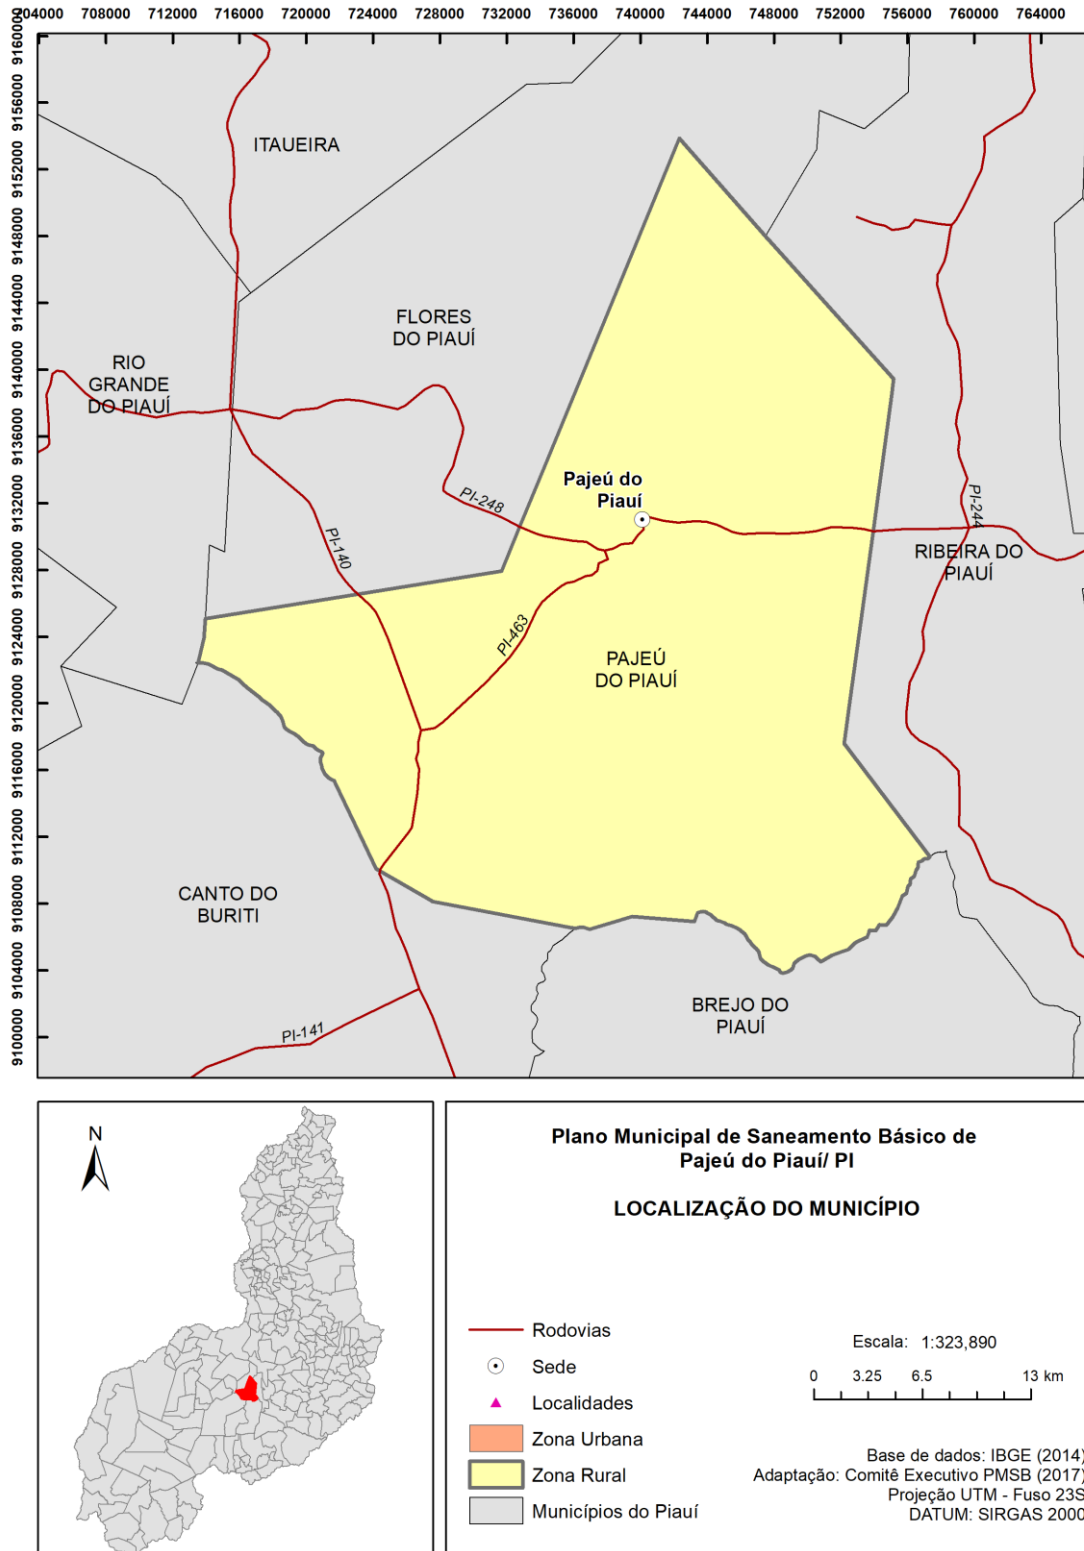 704000 708000 712000 716000 720000 724000 728000 732000 736000 740000 744000 748000 752000 756000 760000 764000
9160000
9156000
9152000
9148000
9144000
9140000
9136000
9132000
9128000
9124000
9120000
9116000
9112000
9108000
9104000
9100000
ITAUEIRA
FLORES
DO PIAUÍ
RIO
GRANDE
DO PIAUÍ
Pajeú do
Piauí
PI-248
PI-244
PI-140
RIBEIRA DO
PIAUÍ
PI-463
PAJEÚ
DO PIAUÍ
CANTO DO
BURITI
BREJO DO
PIAUÍ
PI-141
N
Plano Municipal de Saneamento Básico de
Pajeú do Piauí/ PI
LOCALIZAÇÃO DO MUNICÍPIO
Rodovias
Sede
Localidades
Zona Urbana
Zona Rural
Municípios do Piauí
Escala: 1:323,890
0 3.25 6.5 13 km
Base de dados: IBGE (2014)
Adaptação: Comitê Executivo PMSB (2017)
Projeção UTM - Fuso 23S
DATUM: SIRGAS 2000